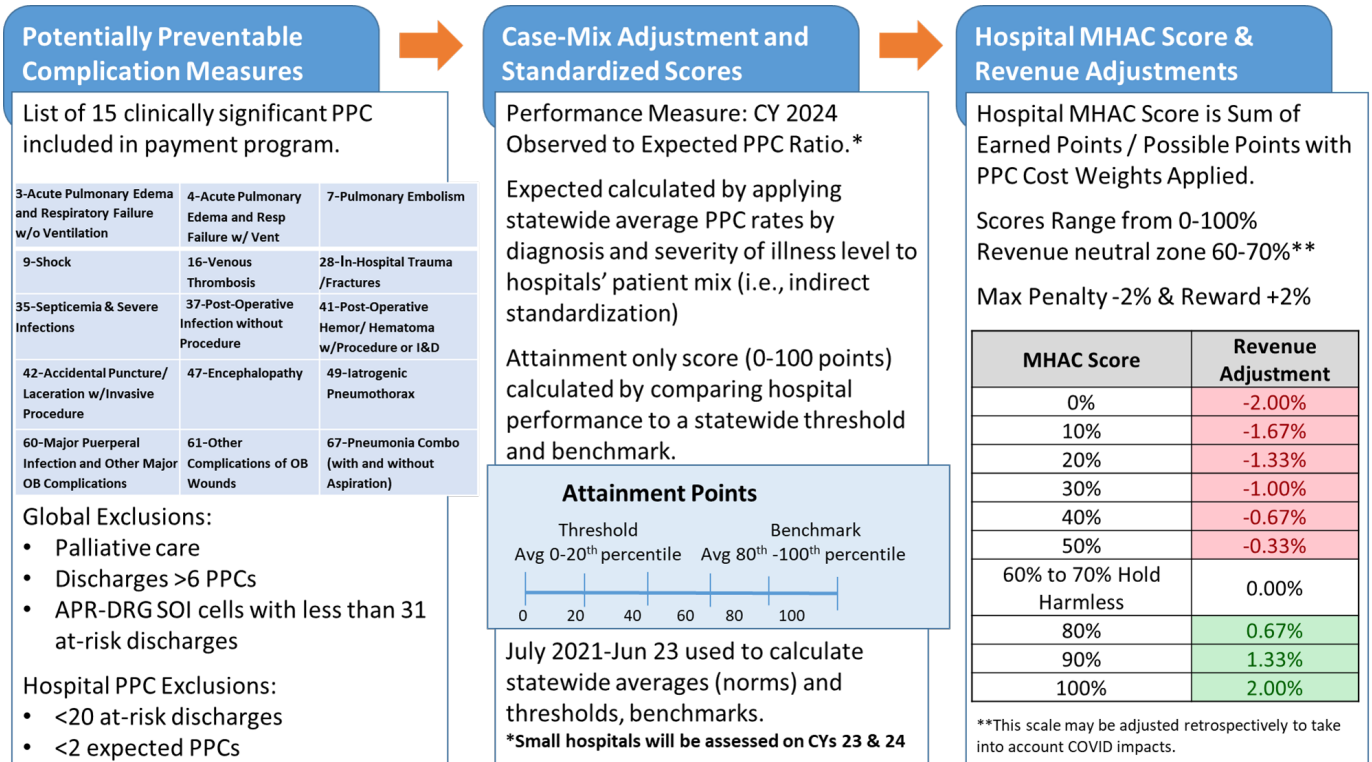 Potentially Preventable
Complication Measures
List of 15 clinically significant PPC
included in payment program.
3-Acute Pulmonary Edema
and Respiratory Failure
w/o Ventilation
4-Acute Pulmonary
Edema and Resp
Failure w/ Vent
7-Pulmonary Embolism
9-Shock
16-Venous
Thrombosis
28-In-Hospital Trauma
/Fractures
35-Septicemia & Severe
Infections
37-Post-Operative
Infection without
Procedure
41-Post-Operative
Hemor/ Hematoma
w/Procedure or I&D
42-Accidental Puncture/
Laceration w/Invasive
Procedure
47-Encephalopathy
49-Iatrogenic
Pneumothorax
60-Major Puerperal
Infection and Other Major
OB Complications
61-Other
Complications of OB
Wounds
67-Pneumonia Combo
(with and without
Aspiration)
Global Exclusions:
• Palliative care
• Discharges >6 PPCs
• APR-DRG SOI cells with less than 31
at-risk discharges
Hospital PPC Exclusions:
• <20 at-risk discharges
• <2 expected PPCs
Case-Mix Adjustment and
Standardized Scores
Performance Measure: CY 2024
Observed to Expected PPC Ratio.*
Expected calculated by applying
statewide average PPC rates by
diagnosis and severity of illness level to
hospitals' patient mix (i.e., indirect
standardization)
Attainment only score (0-100 points)
calculated by comparing hospital
performance to a statewide threshold
and benchmark.
Attainment Points
Threshold
Avg 0-20th percentile
Benchmark
Avg 80th -100th percentile
0 20 40 60 80 100
July 2021-Jun 23 used to calculate
statewide averages (norms) and
thresholds, benchmarks.
*Small hospitals will be assessed on CYs 23 & 24
Hospital MHAC Score &
Revenue Adjustments
Hospital MHAC Score is Sum of
Earned Points / Possible Points with
PPC Cost Weights Applied.
Scores Range from 0-100%
Revenue neutral zone 60-70%**
Max Penalty -2% & Reward +2%
MHAC Score
Revenue
Adjustment
0% -2.00%
10% -1.67%
20% -1.33%
30% -1.00%
40% -0.67%
50% -0.33%
60% to 70% Hold
Harmless
0.00%
80% 0.67%
90% 1.33%
100% 2.00%
**This scale may be adjusted retrospectively to take
into account COVID impacts.